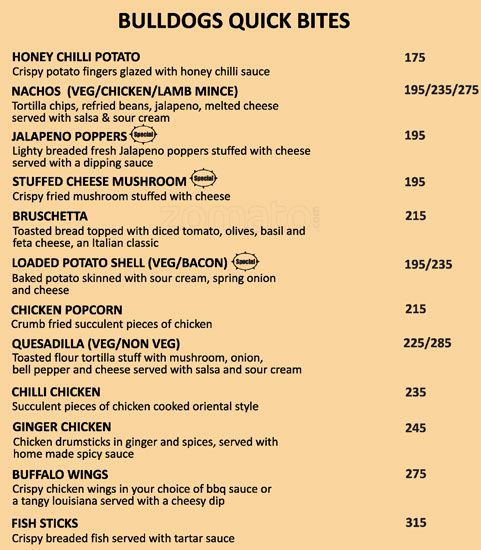 BULLDOGS QUICK BITES
HONEY CHILLI POTATO 175
Crispy potato fingers glazed with honey chilli sauce
NACHOS (VEG/CHICKEN/LAMB MINCE) 195/235/275
Tortilla chips, refried beans, jalapeno, melted cheese
served with salsa & sour cream
JALAPENO POPPERS Special 195
Lighty breaded fresh Jalapeno poppers stuffed with cheese
served with a dipping sauce
STUFFED CHEESE MUSHROOM Special 195
Crispy fried mushroom stuffed with cheese
zomato.com
BRUSCHETTA 215
Toasted bread topped with diced tomato, olives, basil and
feta cheese, an Italian classic
LOADED POTATO SHELL (VEG/BACON) Special 195/235
Baked potato skinned with sour cream, spring onion
and cheese
CHICKEN POPCORN 215
Crumb fried succulent pieces of chicken
QUESADILLA (VEG/NON VEG) 225/285
Toasted flour tortilla stuff with mushroom, onion,
bell pepper and cheese served with salsa and sour cream
CHILLI CHICKEN 235
Succulent pieces of chicken cooked oriental style
GINGER CHICKEN 245
Chicken drumsticks in ginger and spices, served with
home made spicy sauce
BUFFALO WINGS 275
Crispy chicken wings in your choice of bbq sauce or
a tangy louisiana served with a cheesy dip
FISH STICKS 315
Crispy breaded fish served with tartar sauce